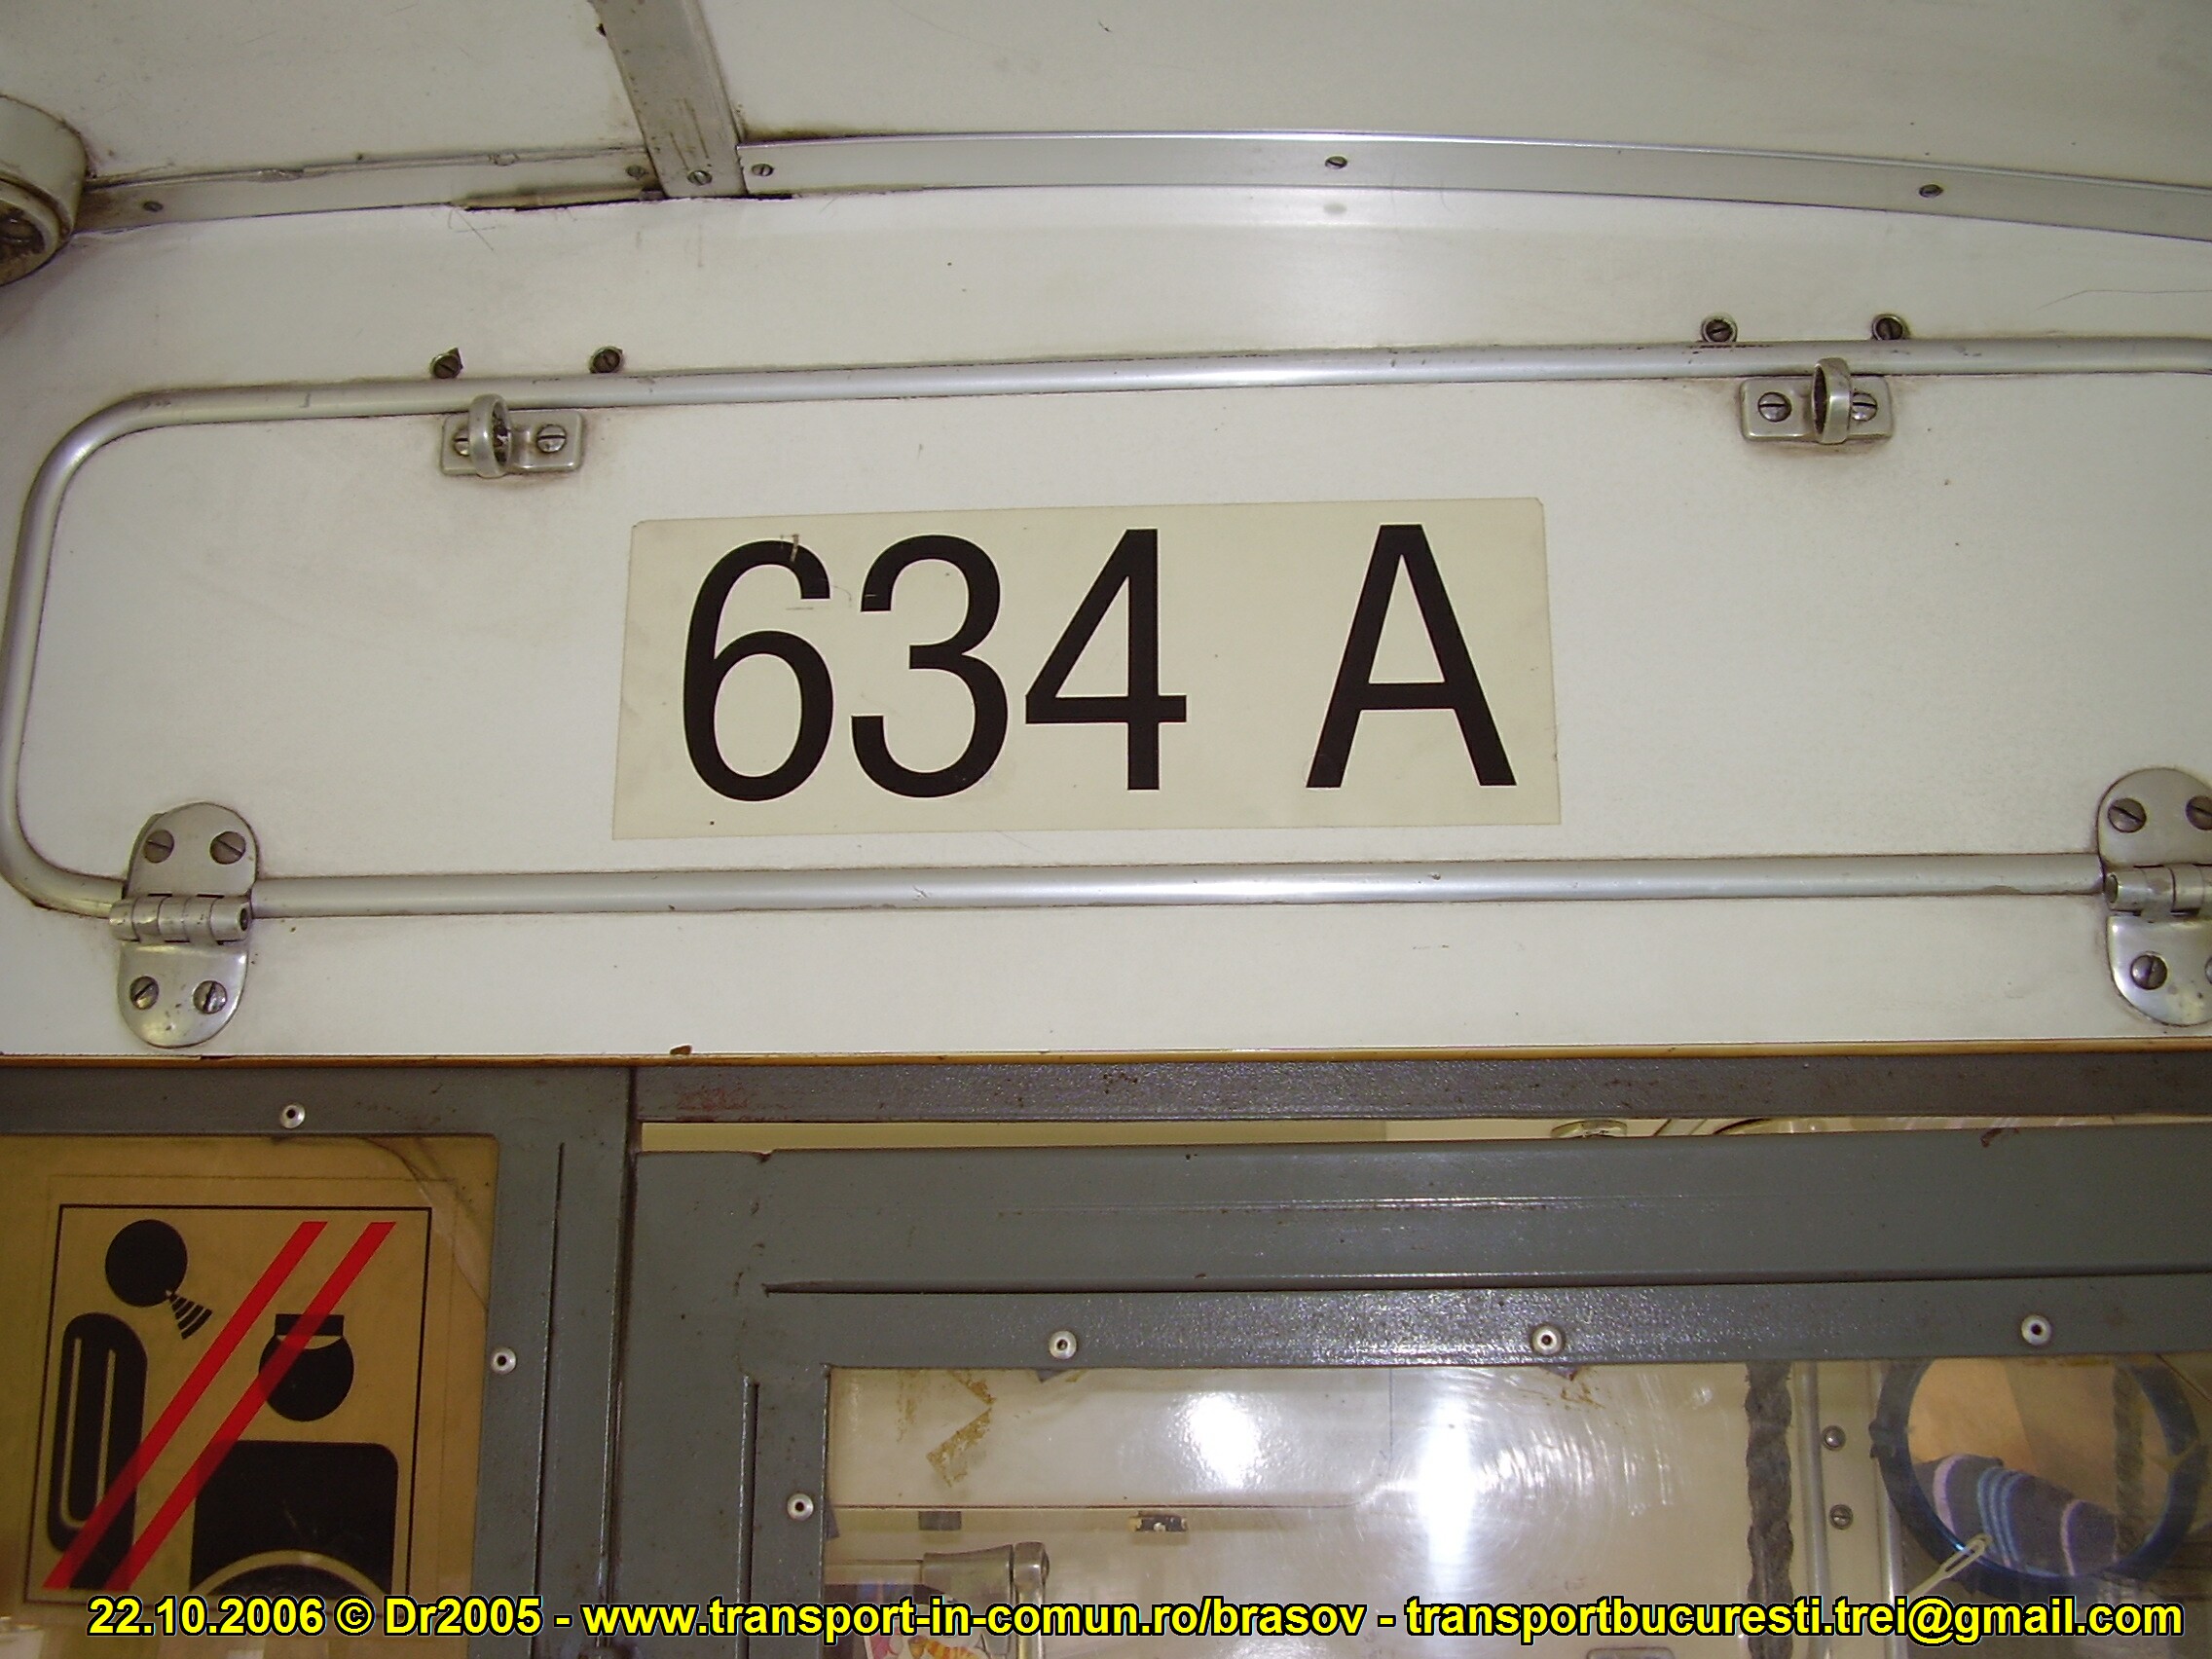 634 A
22.10.2006 © Dr2005 - www.transport-in-comun.ro/brasov - transportbucuresti.trei@gmail.com